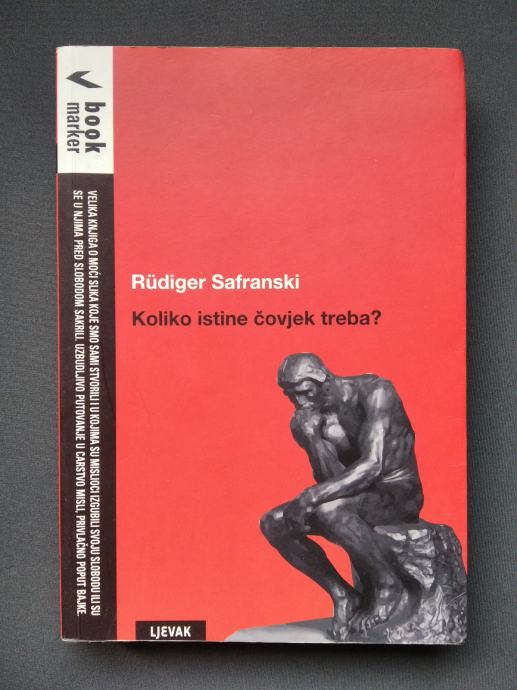 book
marker
VELIKA KNJIGA O MOĆI SLIKA KOJE SMO SAMI STVORILI I U KOJIMA SU MISLIOCI IZGUBILI SVOJU SLOBODU ILI SU
SE U NJIMA PRED SLOBODOM SAKRILI. UZBUDLJIVO PUTOVANJE U CARSTVO MISLI, PRIVLAČNO POPUT BAJKE.
Rüdiger Safranski
Koliko istine čovjek treba?
LJEVAK